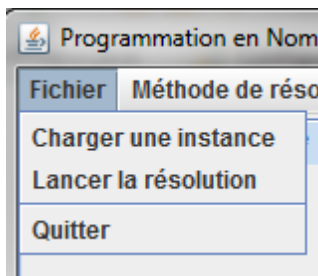 Programmation en Nom
Fichier Méthode de réso
Charger une instance
Lancer la résolution
Quitter